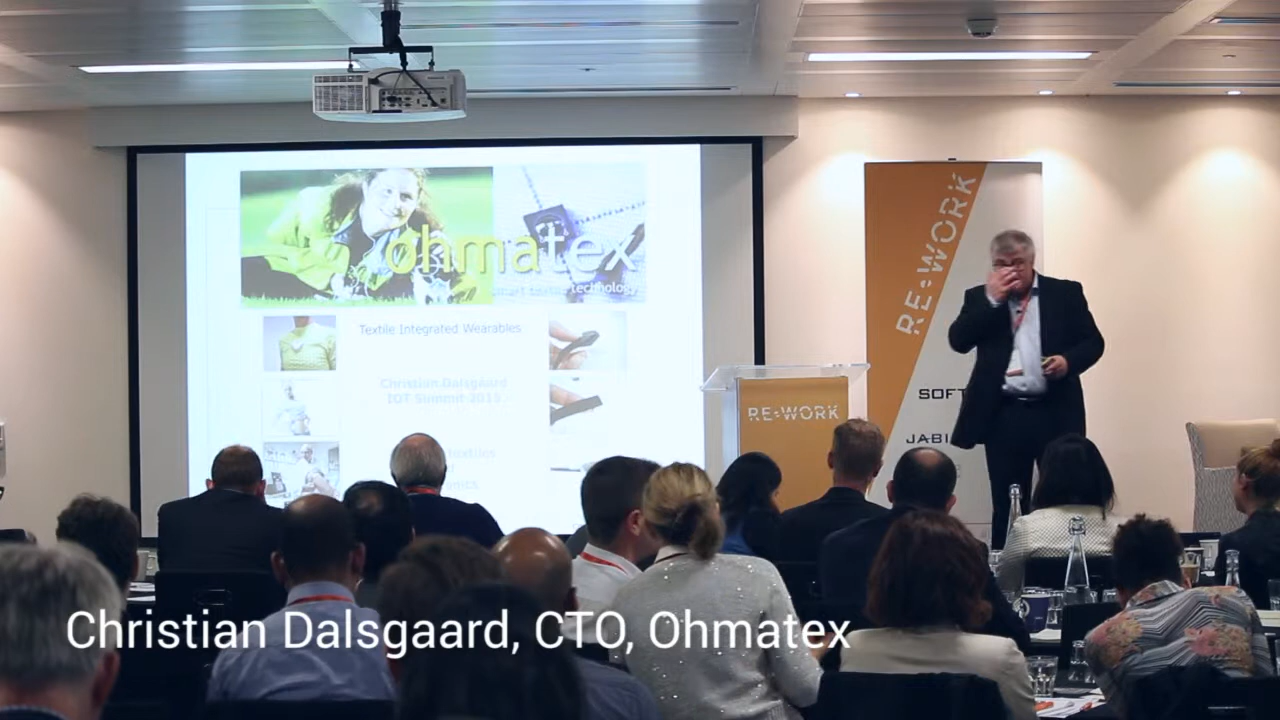 ohmatex
smart textile technology
Textile Integrated Wearables
Christian Dalsgaard
IOT Summit 2015
RE•WORK
RE•WORK
SOFT
JABI
Christian Dalsgaard, CTO, Ohmatex